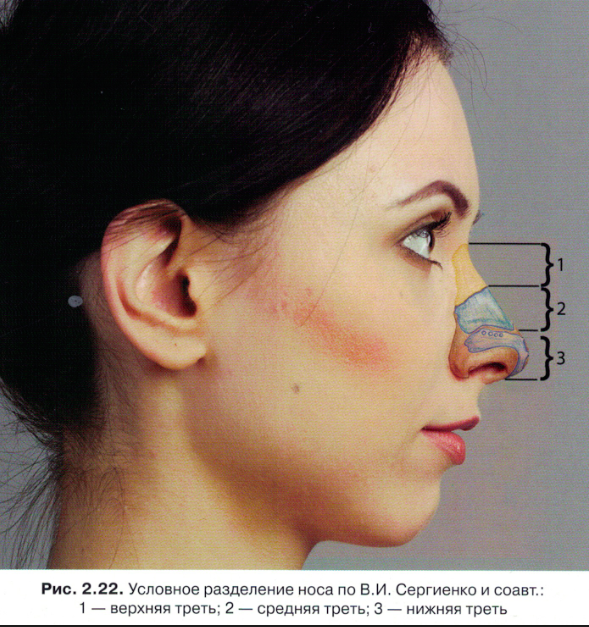 1
2
3
Рис. 2.22. Условное разделение носа по В.И. Сергиенко и соавт.:
1 — верхняя треть; 2 — средняя треть; 3 — нижняя треть